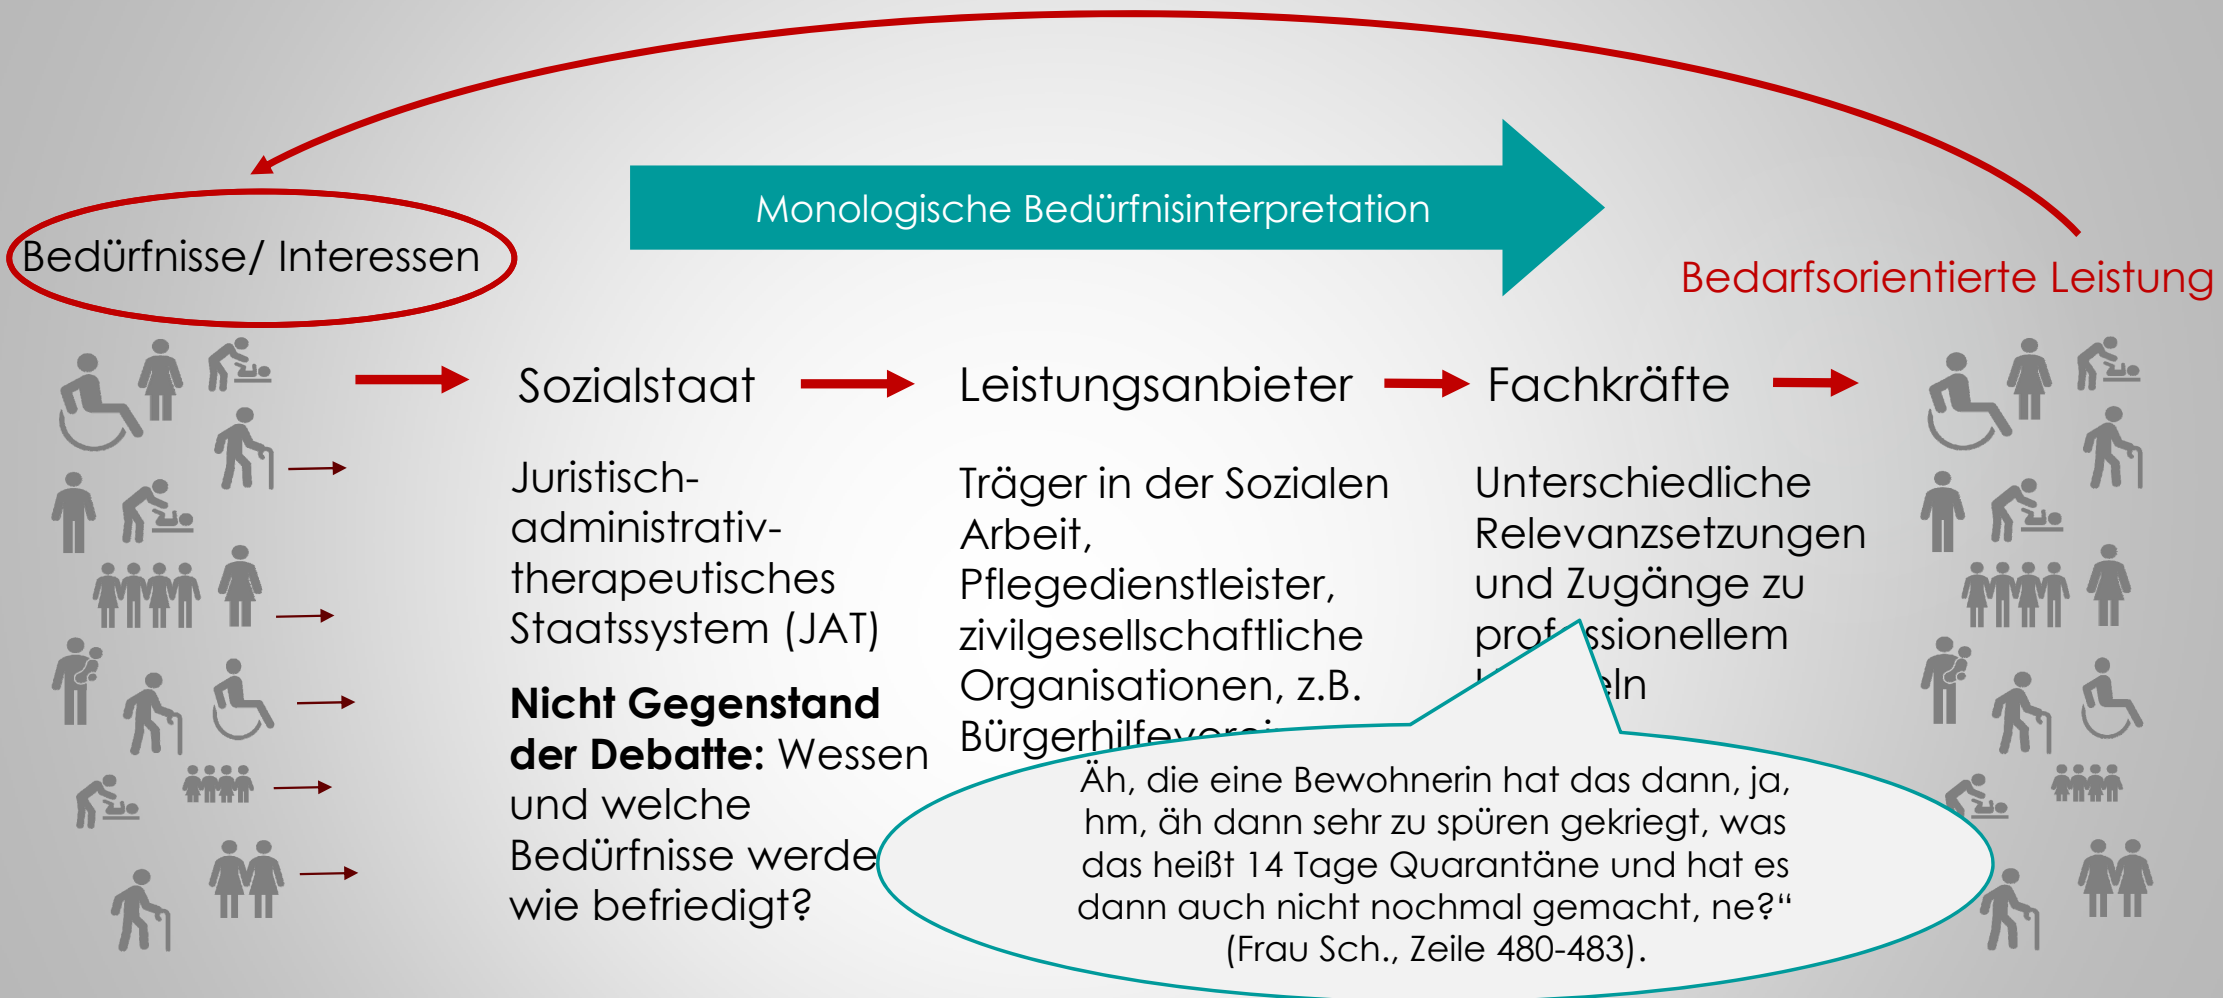 Monologische Bedürfnisinterpretation
Bedürfnisse/ Interessen
Bedarfsorientierte Leistung
Sozialstaat
Juristisch-
administrativ-
therapeutisches
Staatssystem (JAT)
Nicht Gegenstand
der Debatte: Wessen
und welche
Bedürfnisse werde
wie befriedigt?
Leistungsanbieter
Träger in der Sozialen
Arbeit,
Pflegedienstleister,
zivilgesellschaftliche
Organisationen, z.B.
Fachkräfte
Unterschiedliche
Relevanzsetzungen
und Zugänge zu
professionellem
Äh, die eine Bewohnerin hat das dann, ja,
hm, äh dann sehr zu spüren gekriegt, was
das heißt 14 Tage Quarantäne und hat es
dann auch nicht nochmal gemacht, ne?“
(Frau Sch., Zeile 480-483).